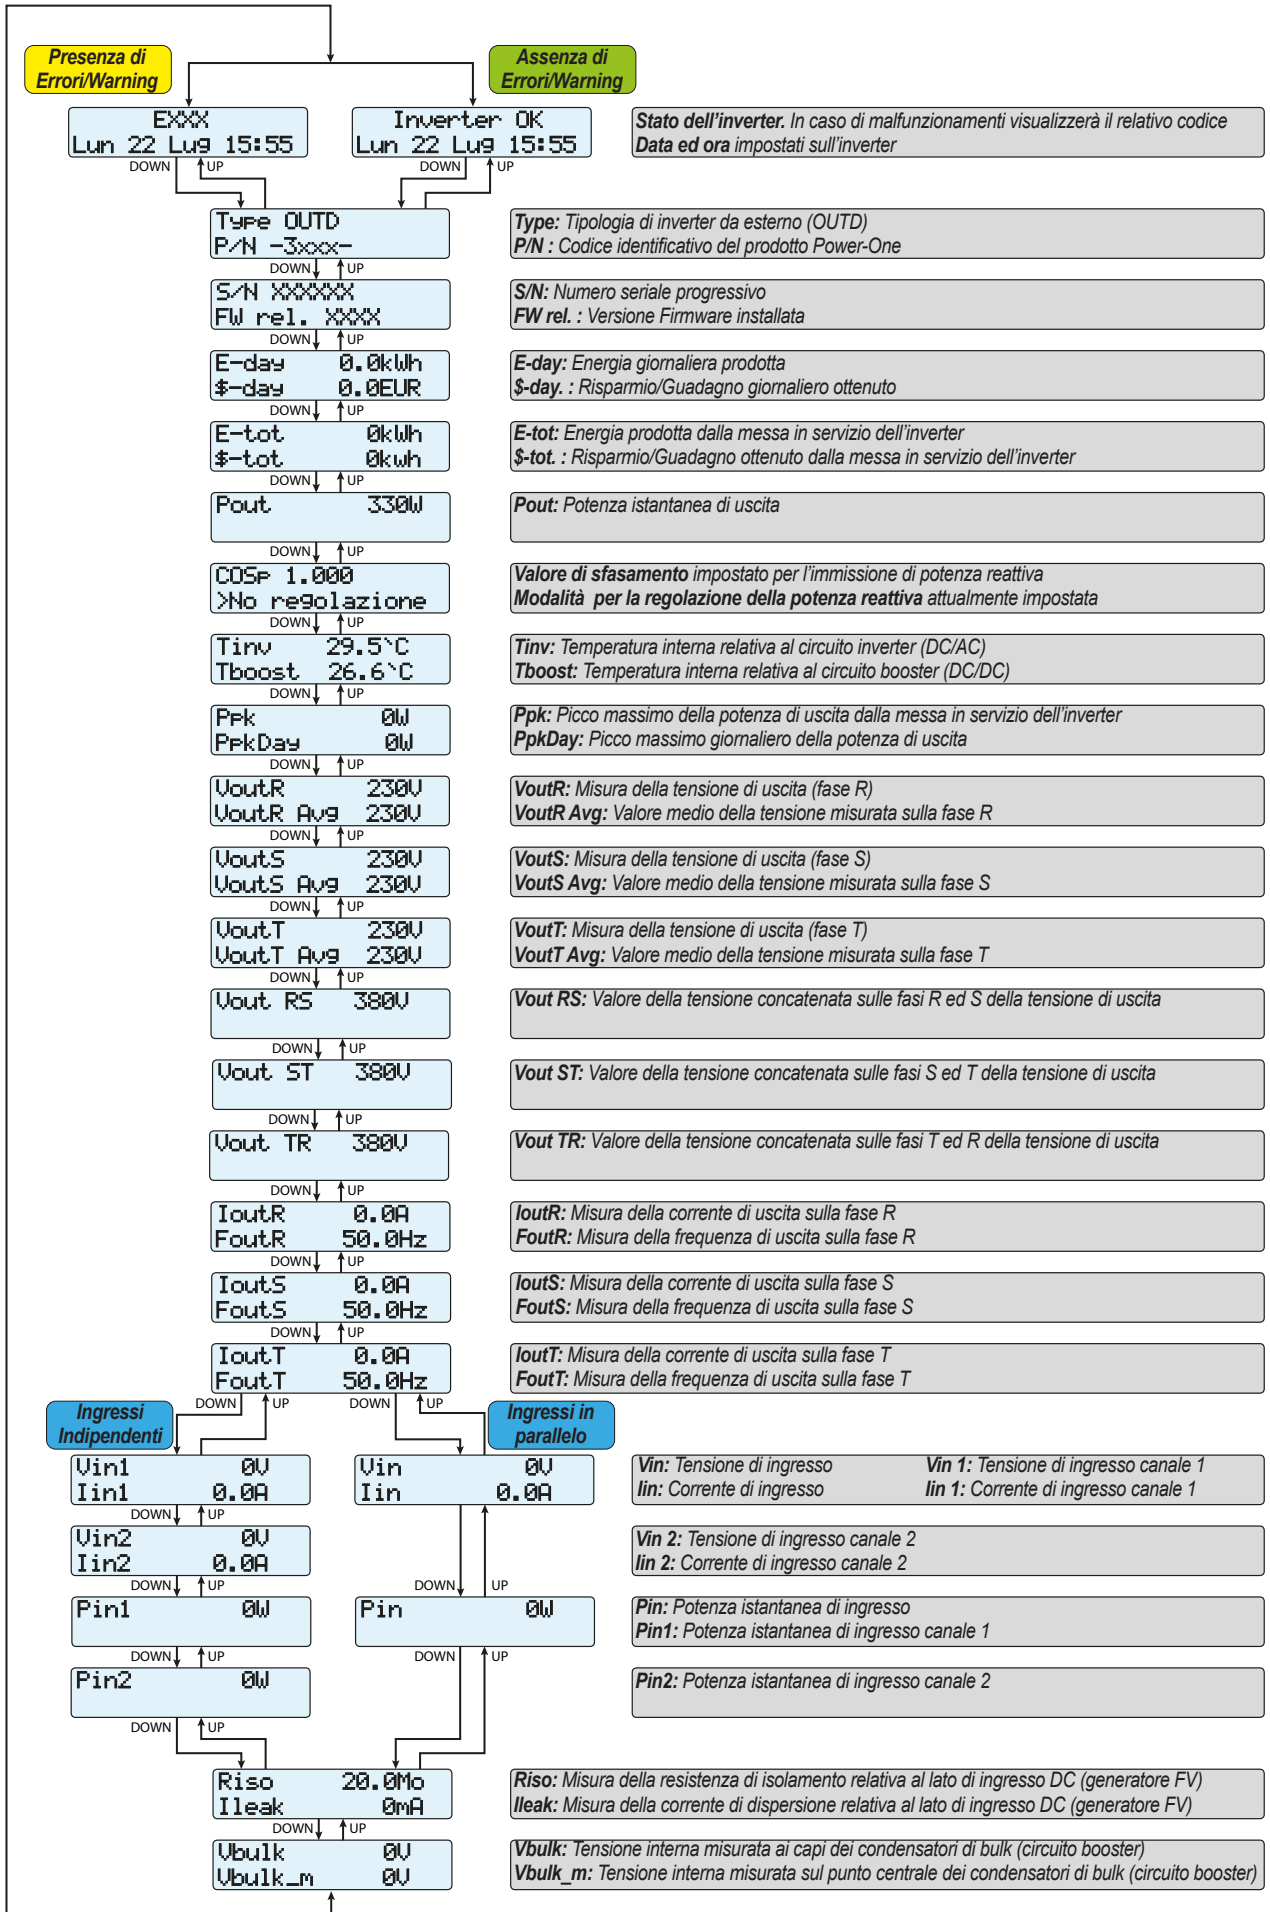 Presenza di
Errori/Warning
Assenza di
Errori/Warning
EXXX
Lun 22 Lug 15:55
Inverter OK
Lun 22 Lug 15:55
Stato dell'inverter. In caso di malfunzionamenti visualizzerà il relativo codice
Data ed ora impostati sull'inverter
DOWN UP
DOWN UP
Type OUTD
P/N -3xxx-
Type: Tipologia di inverter da esterno (OUTD)
P/N : Codice identificativo del prodotto Power-One
DOWN UP
S/N XXXXXX
FW rel. XXXX
S/N: Numero seriale progressivo
FW rel. : Versione Firmware installata
DOWN UP
E-day 0.0kWh
$-day 0.0EUR
E-day: Energia giornaliera prodotta
$-day. : Risparmio/Guadagno giornaliero ottenuto
DOWN UP
E-tot 0kWh
$-tot 0kwh
E-tot: Energia prodotta dalla messa in servizio dell'inverter
$-tot. : Risparmio/Guadagno ottenuto dalla messa in servizio dell'inverter
DOWN UP
Pout 330W
Pout: Potenza istantanea di uscita
DOWN UP
COSP 1.000
>No regolazione
Valore di sfasamento impostato per l'immissione di potenza reattiva
Modalità per la regolazione della potenza reattiva attualmente impostata
DOWN UP
Tinv 29.5`C
Tboost 26.6`C
Tinv: Temperatura interna relativa al circuito inverter (DC/AC)
Tboost: Temperatura interna relativa al circuito booster (DC/DC)
DOWN UP
Ppk 0W
PpkDay 0W
Ppk: Picco massimo della potenza di uscita dalla messa in servizio dell'inverter
PpkDay: Picco massimo giornaliero della potenza di uscita
DOWN UP
VoutR 230V
VoutR Avg 230V
VoutR: Misura della tensione di uscita (fase R)
VoutR Avg: Valore medio della tensione misurata sulla fase R
DOWN UP
VoutS 230V
VoutS Avg 230V
VoutS: Misura della tensione di uscita (fase S)
VoutS Avg: Valore medio della tensione misurata sulla fase S
DOWN UP
VoutT 230V
VoutT Avg 230V
VoutT: Misura della tensione di uscita (fase T)
VoutT Avg: Valore medio della tensione misurata sulla fase T
DOWN UP
Vout RS 380V
Vout RS: Valore della tensione concatenata sulle fasi R ed S della tensione di uscita
DOWN UP
Vout ST 380V
Vout ST: Valore della tensione concatenata sulle fasi S ed T della tensione di uscita
DOWN UP
Vout TR 380V
Vout TR: Valore della tensione concatenata sulle fasi T ed R della tensione di uscita
DOWN UP
IoutR 0.0A
FoutR 50.0Hz
IoutR: Misura della corrente di uscita sulla fase R
FoutR: Misura della frequenza di uscita sulla fase R
DOWN UP
IoutS 0.0A
FoutS 50.0Hz
IoutS: Misura della corrente di uscita sulla fase S
FoutS: Misura della frequenza di uscita sulla fase S
DOWN UP
IoutT 0.0A
FoutT 50.0Hz
IoutT: Misura della corrente di uscita sulla fase T
FoutT: Misura della frequenza di uscita sulla fase T
DOWN UP
DOWN UP
Ingressi
Indipendenti
Ingressi in
parallelo
Vin1 0V
Iin1 0.0A
Vin 0V
Iin 0.0A
Vin: Tensione di ingresso Vin 1: Tensione di ingresso canale 1
Iin: Corrente di ingresso Iin 1: Corrente di ingresso canale 1
DOWN UP
Vin2 0V
Iin2 0.0A
Vin 2: Tensione di ingresso canale 2
Iin 2: Corrente di ingresso canale 2
DOWN UP
DOWN UP
Pin1 0W
Pin 0W
Pin: Potenza istantanea di ingresso
Pin1: Potenza istantanea di ingresso canale 1
DOWN UP
DOWN UP
Pin2 0W
Pin2: Potenza istantanea di ingresso canale 2
DOWN UP
Riso 20.0Mo
Ileak 0mA
Riso: Misura della resistenza di isolamento relativa al lato di ingresso DC (generatore FV)
Ileak: Misura della corrente di dispersione relativa al lato di ingresso DC (generatore FV)
DOWN UP
Vbulk 0V
Vbulk_m 0V
Vbulk: Tensione interna misurata ai capi dei condensatori di bulk (circuito booster)
Vbulk_m: Tensione interna misurata sul punto centrale dei condensatori di bulk (circuito booster)